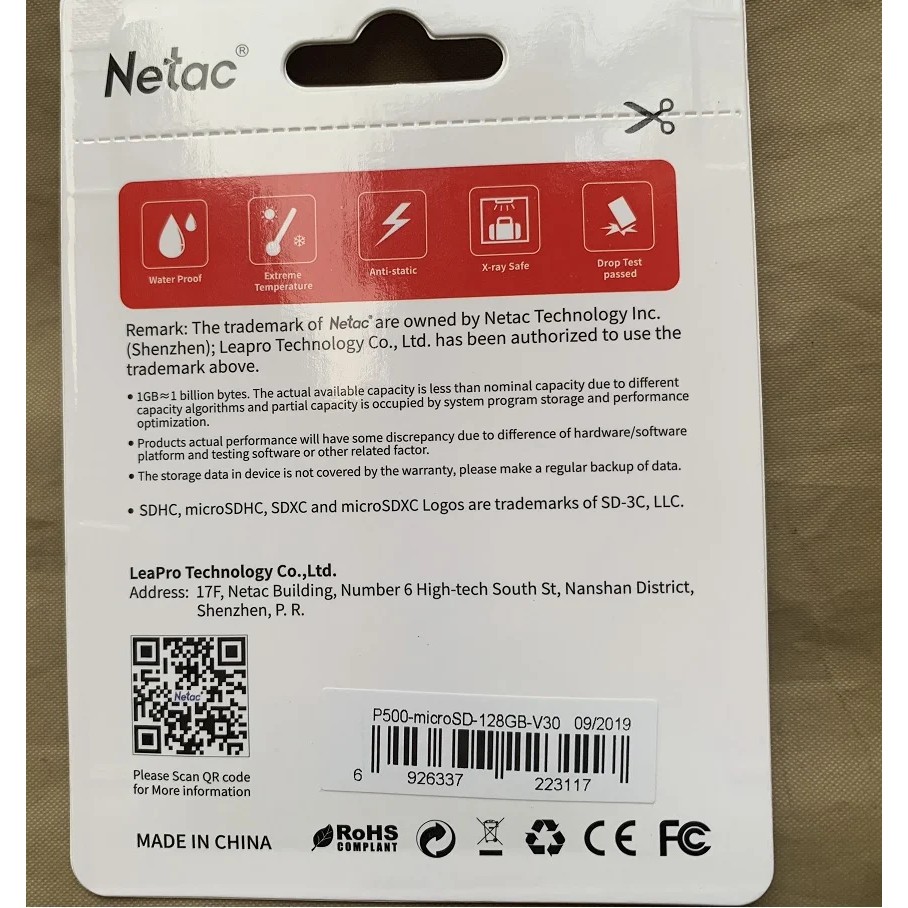 Netac®
Water Proof
Extreme
Temperature
Anti-static
X-ray Safe
Drop Test
passed
Remark: The trademark of Netac® are owned by Netac Technology Inc.
(Shenzhen); Leapro Technology Co., Ltd. has been authorized to use the
trademark above.
• 1GB≈1 billion bytes. The actual available capacity is less than nominal capacity due to different
capacity algorithms and partial capacity is occupied by system program storage and performance
optimization.
• Products actual performance will have some discrepancy due to difference of hardware/software
platform and testing software or other related factor.
• The storage data in device is not covered by the warranty, please make a regular backup of data.
• SDHC, microSDHC, SDXC and microSDXC Logos are trademarks of SD-3C, LLC.
LeaPro Technology Co.,Ltd.
Address: 17F, Netac Building, Number 6 High-tech South St, Nanshan District,
Shenzhen, P. R.
Netac®
Please Scan QR code
for More information
P500-microSD-128GB-V30 09/2019
6 926337 223117
MADE IN CHINA
RoHS
COMPLANT
CE FC